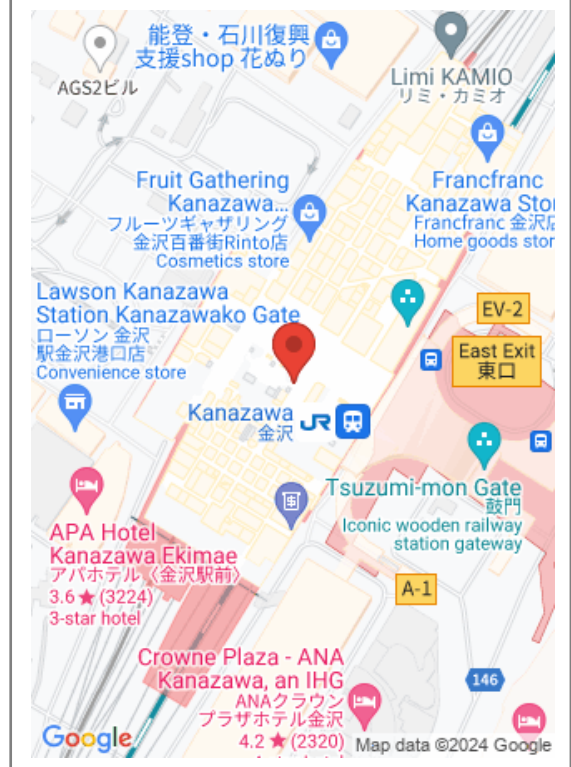 能登・石川復興
支援shop 花ぬり
AGS2ビル
Limi KAMIO
リミ・カミオ
Fruit Gathering
Kanazawa...
フルーツギャザリング
金沢百番街Rinto店
Cosmetics store
Francfranc
Kanazawa Sto
Francfranc 金沢店
Home goods stor
Lawson Kanazawa
Station Kanazawako Gate
ローソン 金沢
駅金沢港口店
Convenience store
EV-2
East Exit
東口
Kanazawa
金沢
JR
Tsuzumi-mon Gate
鼓門
Iconic wooden railway
station gateway
APA Hotel
Kanazawa Ekimae
アパホテル〈金沢駅前〉
3.6★(3224)
3-star hotel
A-1
Crowne Plaza - ANA
Kanazawa, an IHG
ANAクラウン
プラザホテル金沢
4.2★(2320)
146
Google
Map data ©2024 Google